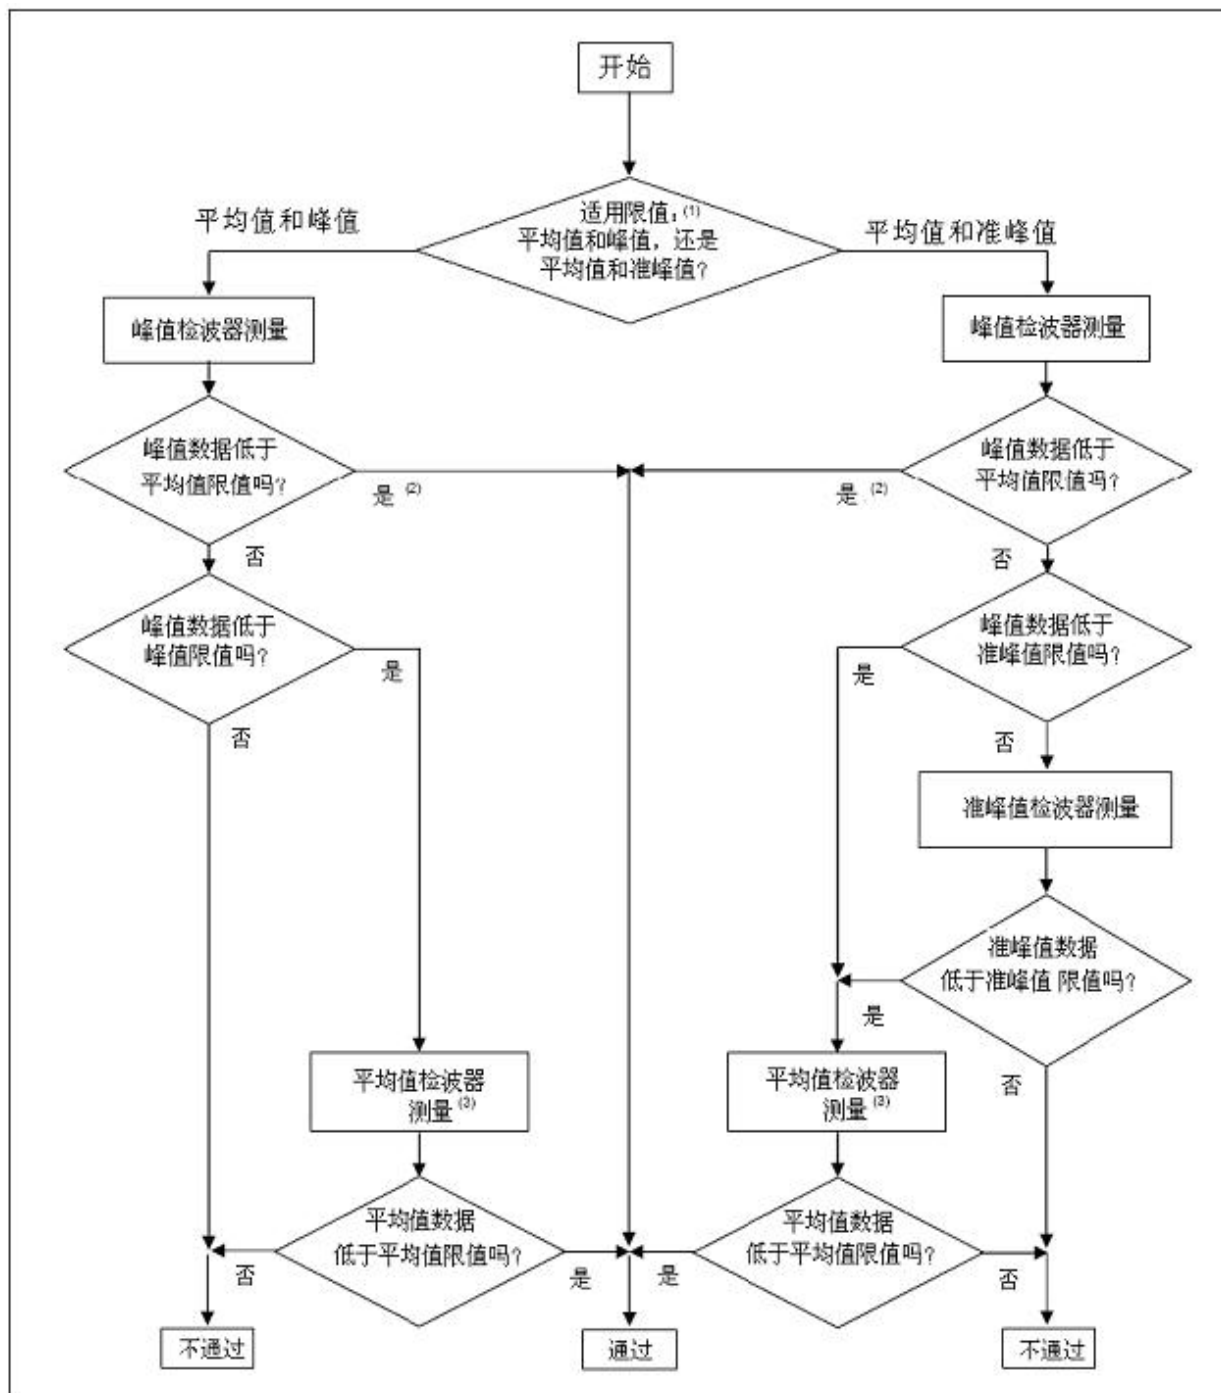 开始
平均值和峰值
适用限值：(1)
平均值和峰值，还是
平均值和准峰值？
平均值和准峰值
峰值检波器测量
峰值检波器测量
峰值数据低于
平均值限值吗？
是 (2)
峰值数据低于
平均值限值吗？
是 (2)
否
否
峰值数据低于
峰值限值吗？
是
峰值数据低于
准峰值限值吗？
是
否
否
准峰值检波器测量
准峰值数据
低于准峰值 限值吗？
是
否
平均值检波器
测量 (3)
平均值检波器
测量 (3)
平均值数据
低于平均值限值吗？
平均值数据
低于平均值限值吗？
否
是
是
否
不通过
通过
不通过